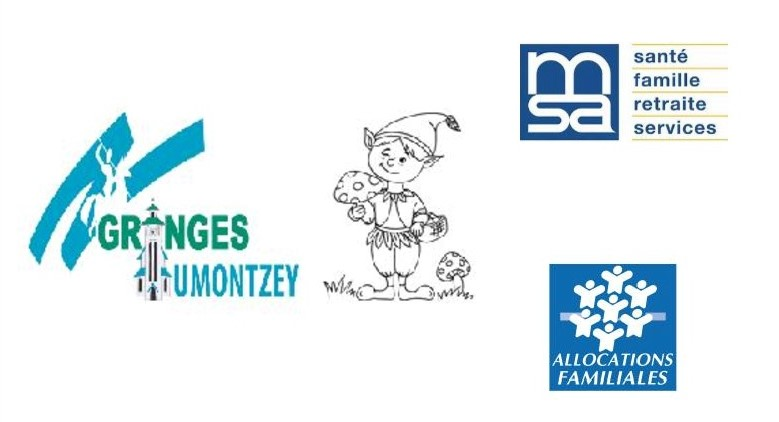 GRANGES
AUMONTZEY
msa
santé
famille
retraite
services
ALLOCATIONS
FAMILIALES